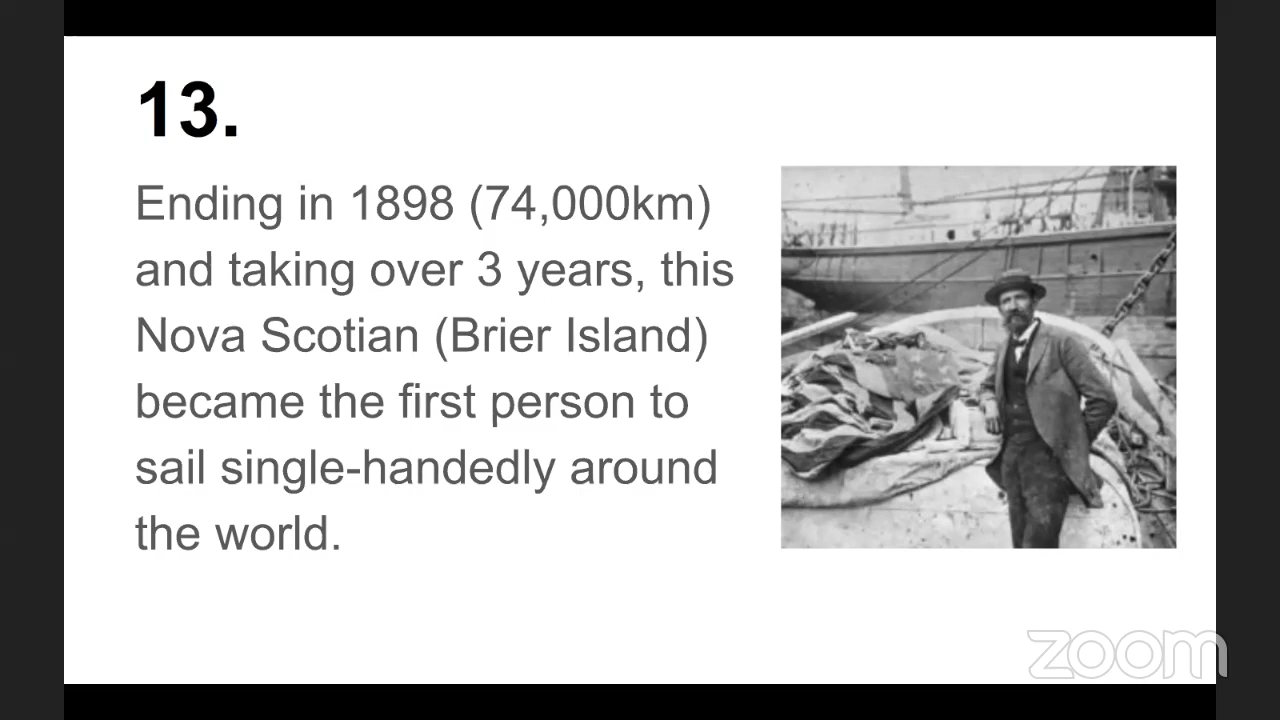 13.
Ending in 1898 (74,000km)
and taking over 3 years, this
Nova Scotian (Brier Island)
became the first person to
sail single-handedly around
the world.
zoom